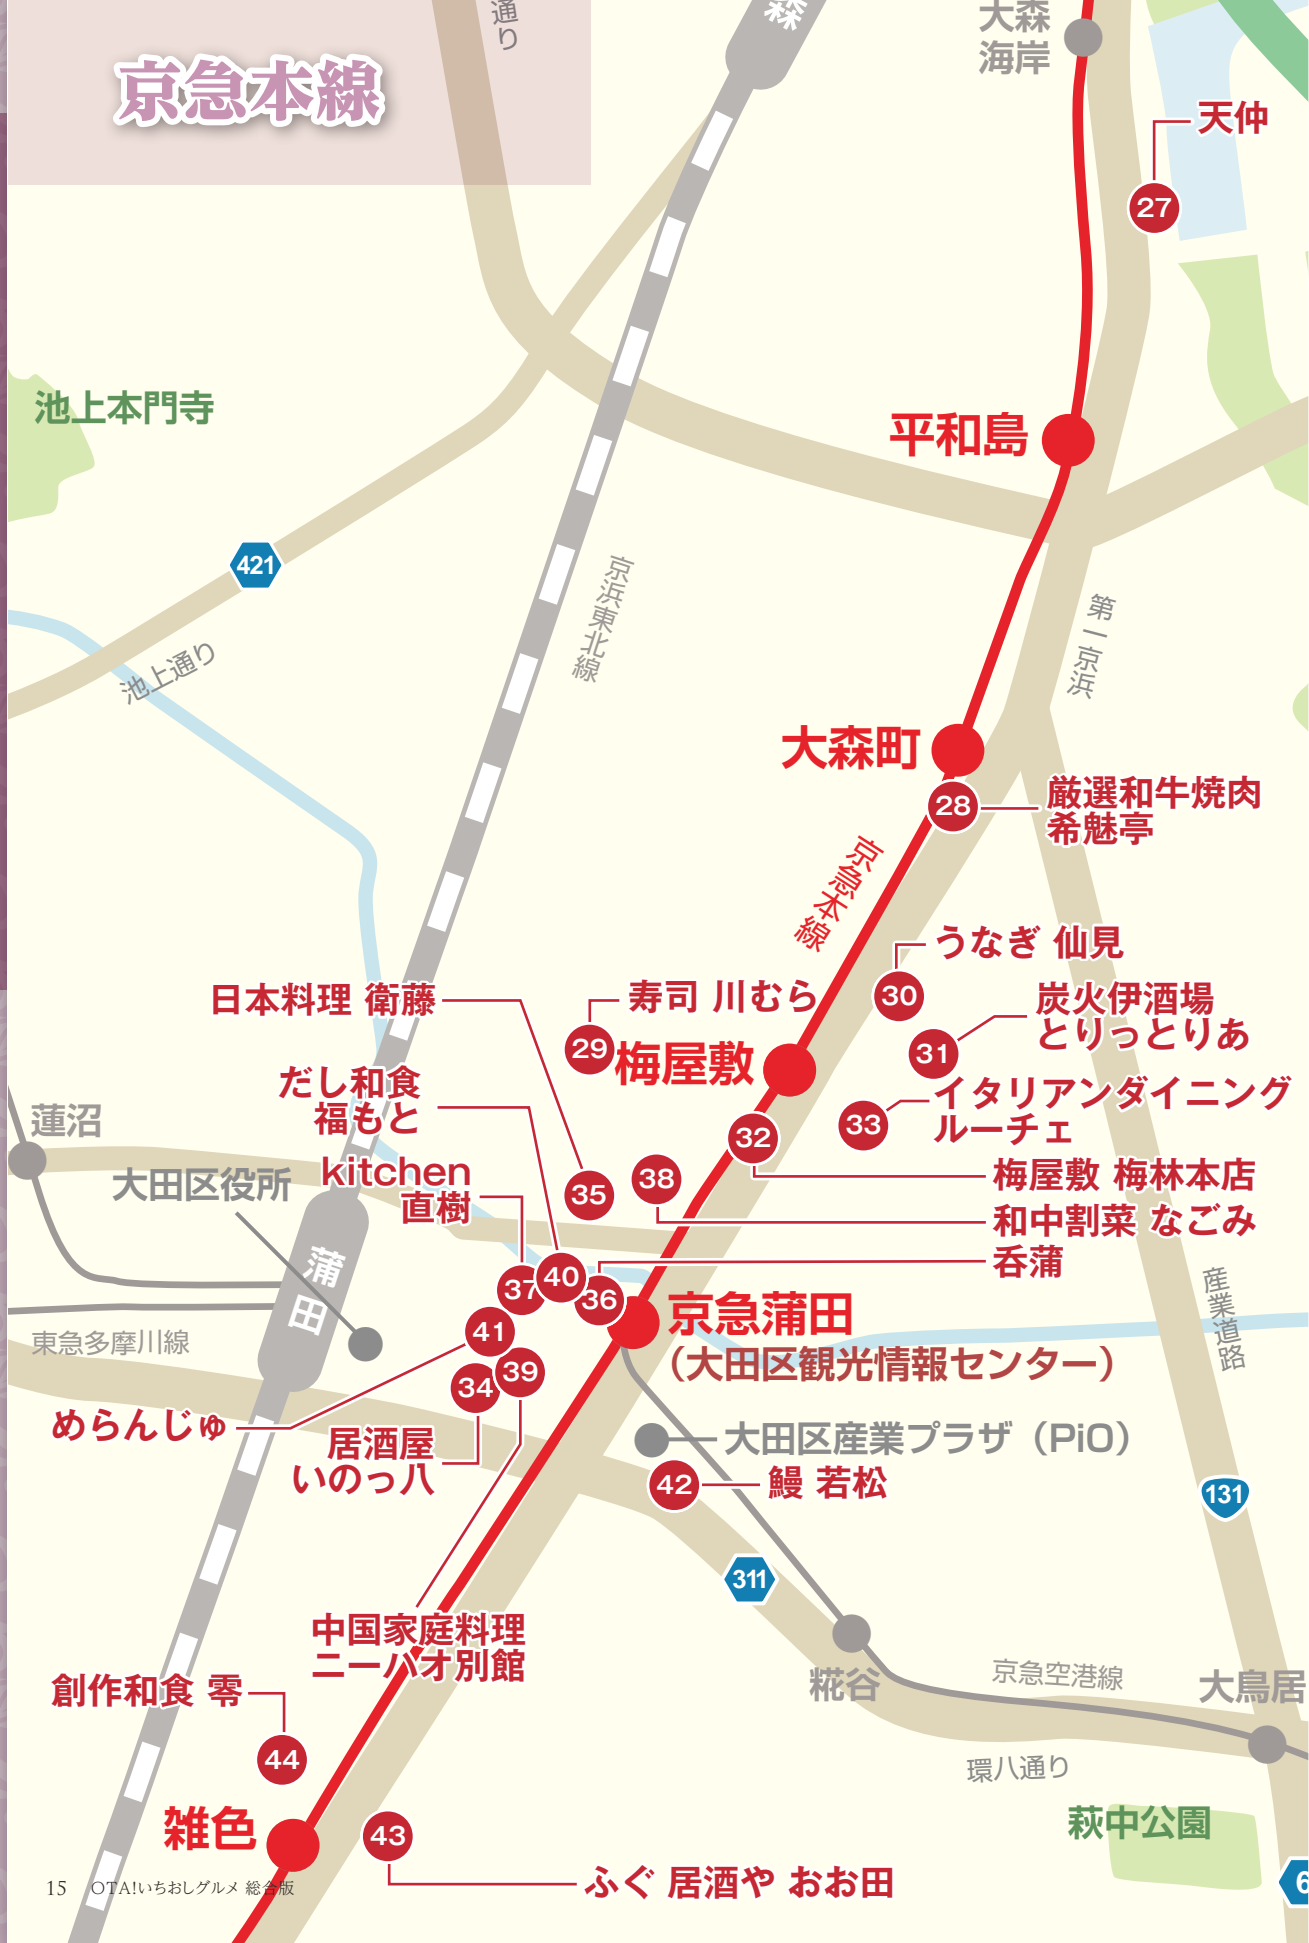 京急本線
通り
森
大森
海岸
天仲
27
池上本門寺
平和島
421
池上通り
京浜東北線
第一京浜
大森町
28
厳選和牛焼肉
希魅亭
京急本線
うなぎ 仙見
30
日本料理 衛藤
寿司 川むら
29
炭火伊酒場
とりっとりあ
31
梅屋敷
だし和食
福もと
イタリアンダイニング
ルーチェ
33
蓮沼
32
大田区役所
kitchen
直樹
35
38
梅屋敷 梅林本店
和中割菜 なごみ
呑蒲
蒲田
37
40
36
京急蒲田
(大田区観光情報センター)
産業道路
東急多摩川線
41
39
34
めらんじゅ
居酒屋
いのっ八
大田区産業プラザ(PiO)
42
鰻 若松
131
311
中国家庭料理
ニーハオ別館
糀谷
京急空港線
大鳥居
創作和食 零
44
環八通り
雑色
43
萩中公園
ふぐ 居酒や おお田
6
15 OTA!いちおしグルメ 総合版